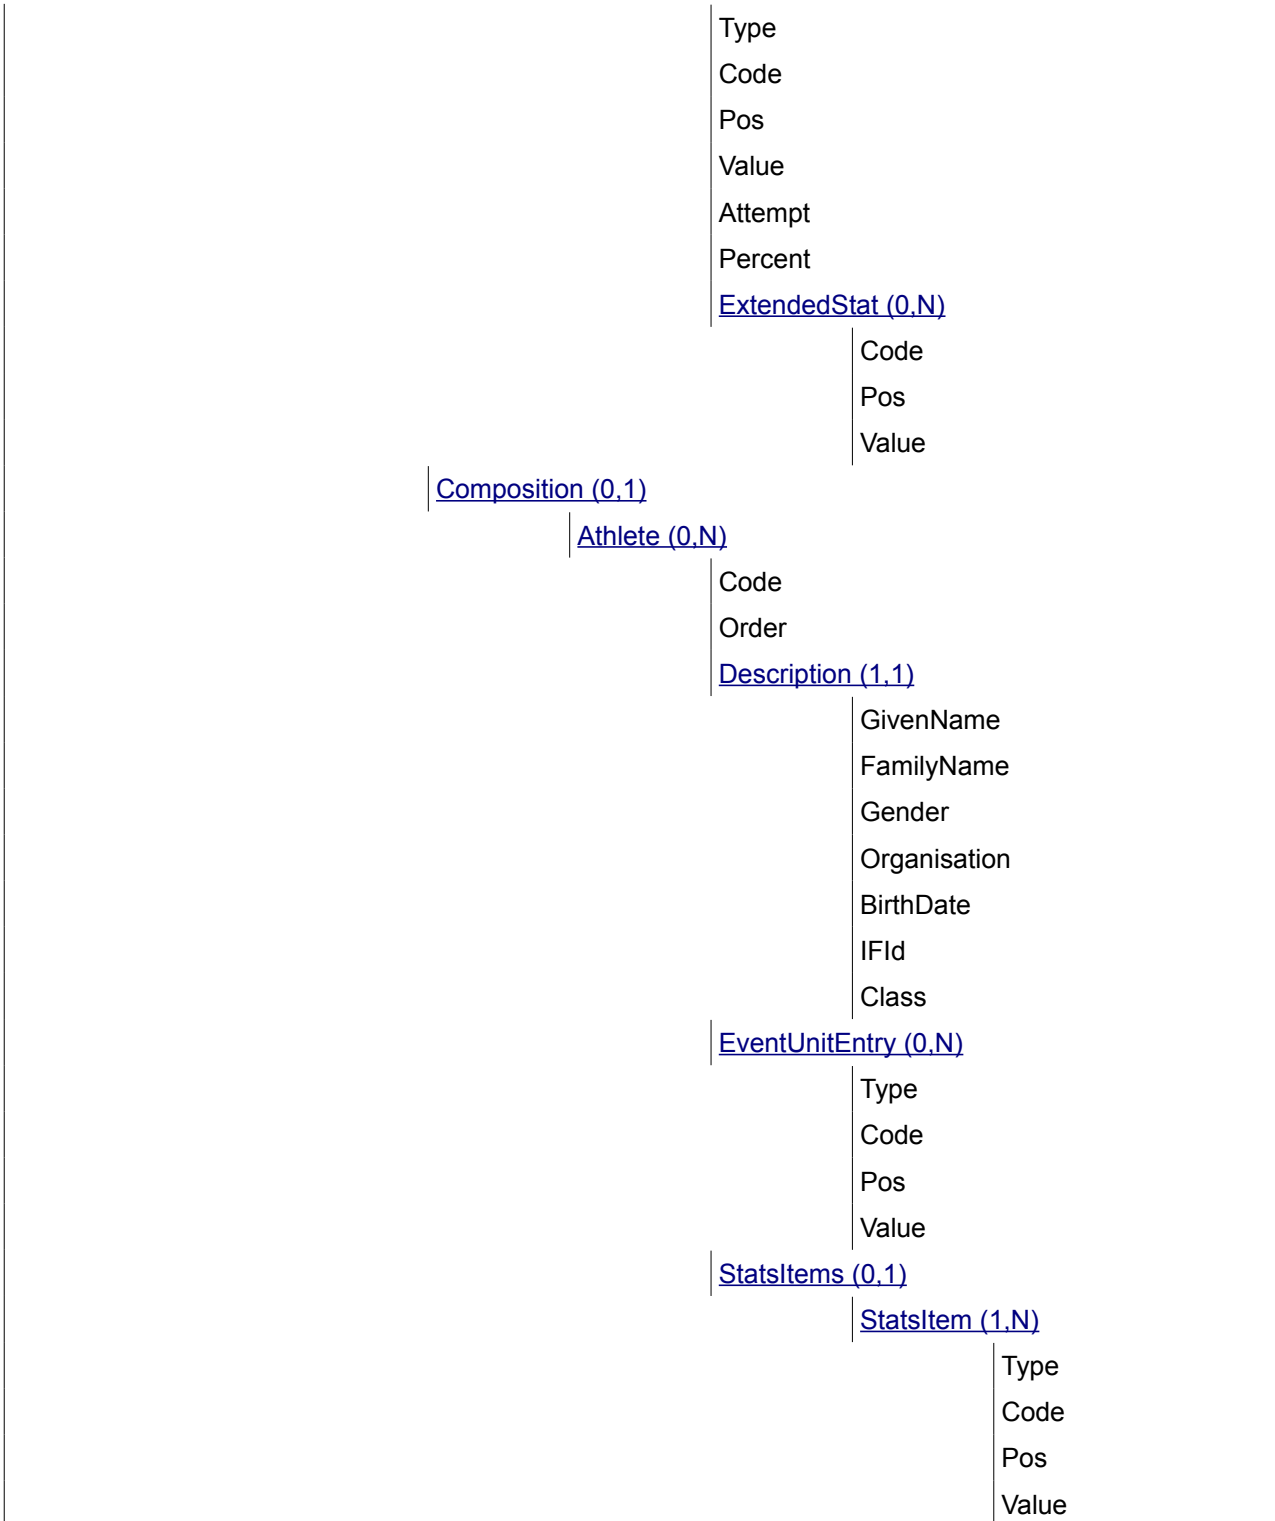 Type
Code
Pos
Value
Attempt
Percent
ExtendedStat (0,N)
Code
Pos
Value
Composition (0,1)
Athlete (0,N)
Code
Order
Description (1,1)
GivenName
FamilyName
Gender
Organisation
BirthDate
IFId
Class
EventUnitEntry (0,N)
Type
Code
Pos
Value
StatsItems (0,1)
StatsItem (1,N)
Type
Code
Pos
Value